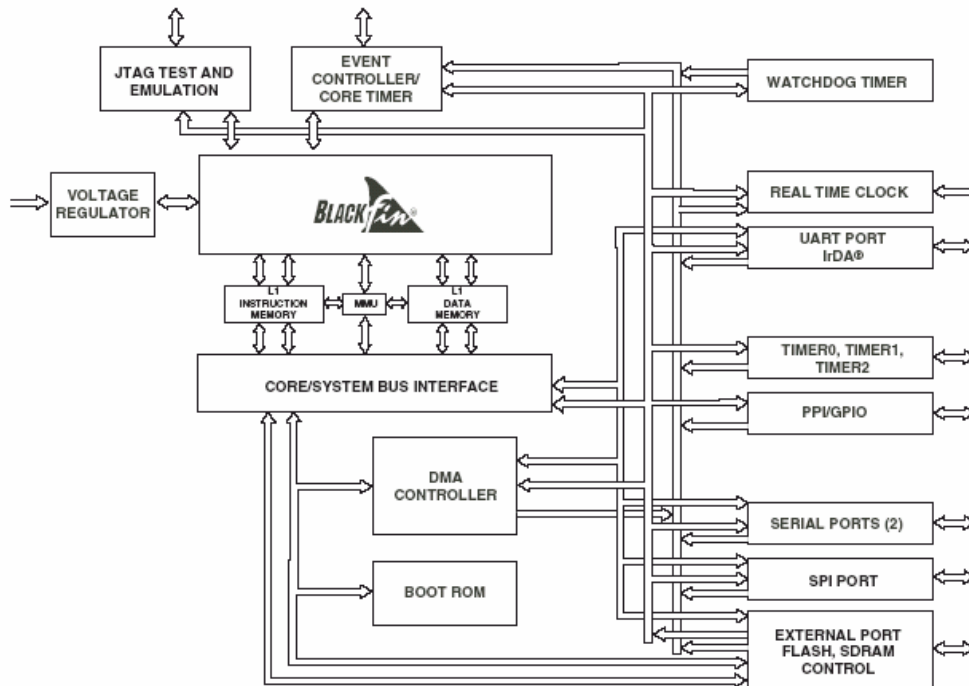 JTAG TEST AND
EMULATION
EVENT
CONTROLLER/
CORE TIMER
WATCHDOG TIMER
VOLTAGE
REGULATOR
BLACKfin®
REAL TIME CLOCK
UART PORT
IrDA®
L1
INSTRUCTION
MEMORY
MMU
L1
DATA
MEMORY
TIMER0, TIMER1,
TIMER2
CORE/SYSTEM BUS INTERFACE
PPI/GPIO
DMA
CONTROLLER
SERIAL PORTS (2)
BOOT ROM
SPI PORT
EXTERNAL PORT
FLASH, SDRAM
CONTROL